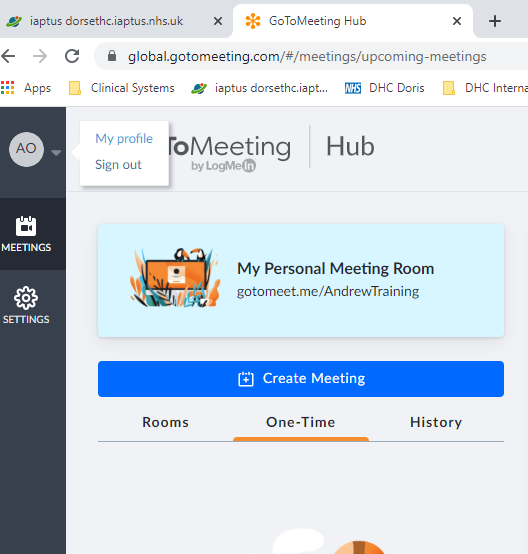 iaptus dorsethc.iaptus.nhs.uk
GoToMeeting Hub
global.gotomeeting.com/#/meetings/upcoming-meetings
Apps
Clinical Systems
iaptus dorsethc.iapt...
NHS
DHC Doris
DHC Interna
AO
My profile
Sign out
ToMeeting
by LogMeIn
Hub
MEETINGS
SETTINGS
My Personal Meeting Room
gotomeet.me/AndrewTraining
Create Meeting
Rooms
One-Time
History